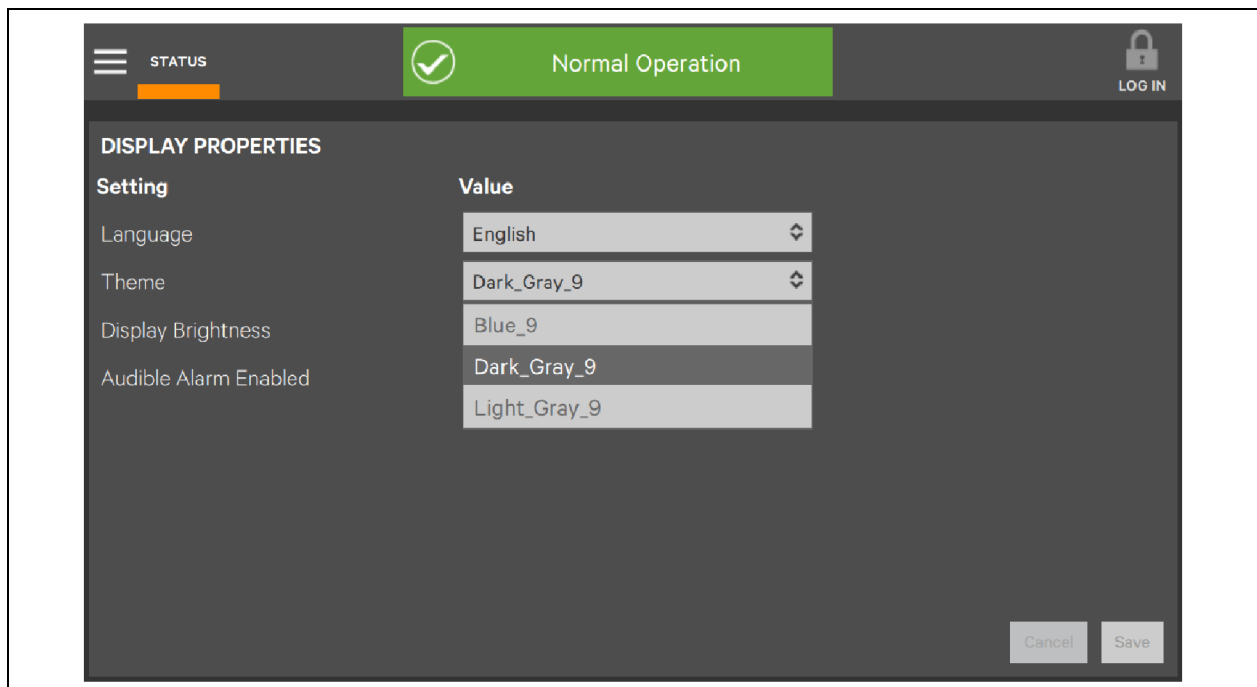 STATUS
Normal Operation
LOG IN
DISPLAY PROPERTIES
Setting Value
Language English
Theme Dark_Gray_9
Display Brightness Blue_9
Dark_Gray_9
Audible Alarm Enabled
Light_Gray_9
Cancel Save